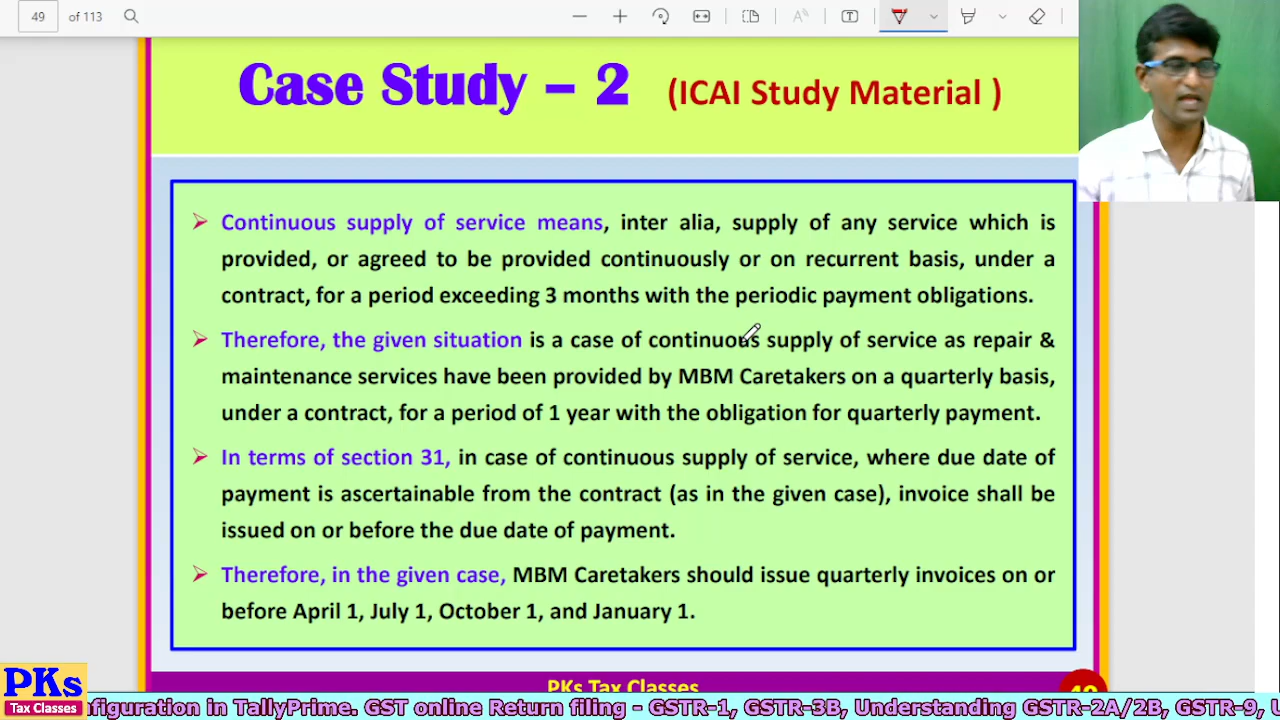 49 of 113
Case Study – 2 (ICAI Study Material )
➢ Continuous supply of service means, inter alia, supply of any service which is
provided, or agreed to be provided continuously or on recurrent basis, under a
contract, for a period exceeding 3 months with the periodic payment obligations.
➢ Therefore, the given situation is a case of continuous supply of service as repair &
maintenance services have been provided by MBM Caretakers on a quarterly basis,
under a contract, for a period of 1 year with the obligation for quarterly payment.
➢ In terms of section 31, in case of continuous supply of service, where due date of
payment is ascertainable from the contract (as in the given case), invoice shall be
issued on or before the due date of payment.
➢ Therefore, in the given case, MBM Caretakers should issue quarterly invoices on or
before April 1, July 1, October 1, and January 1.
PKs Tax Classes
49
PKs
Tax Classes
figuration in TallyPrime. GST online Return filing - GSTR-1, GSTR-3B, Understanding GSTR-2A/2B, GSTR-9, U